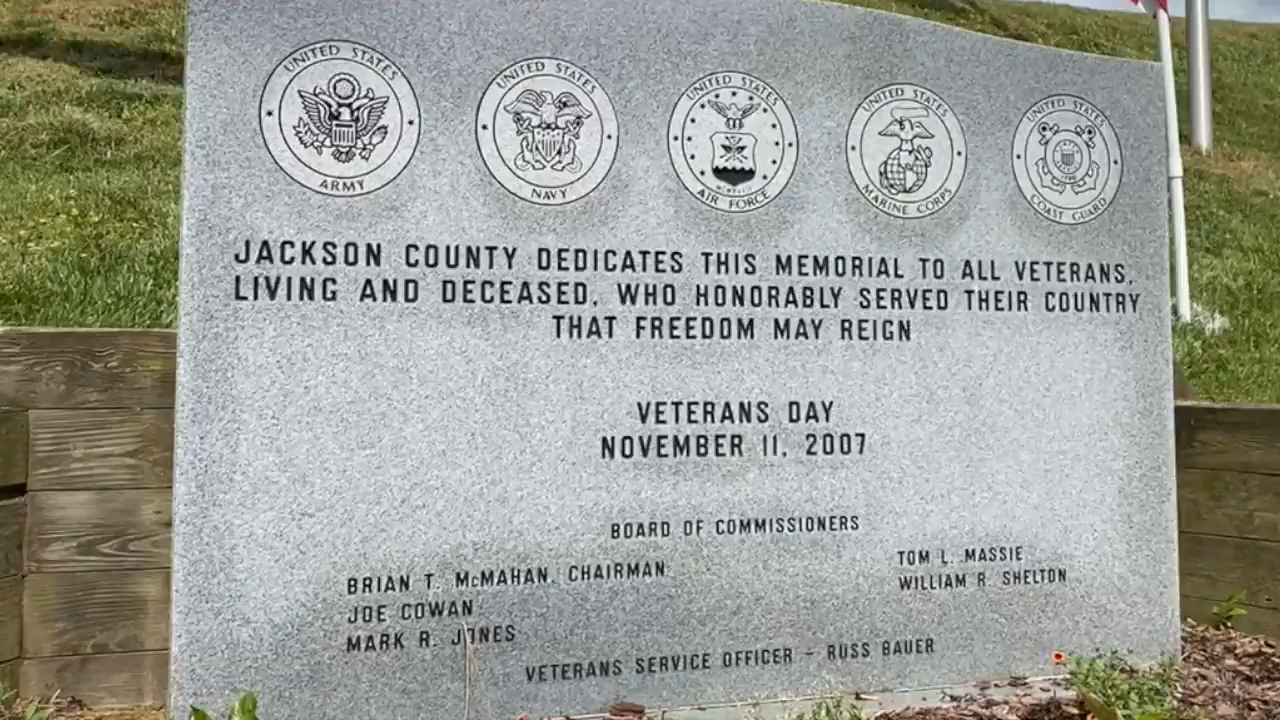 UNITED STATES
ARMY
UNITED STATES
NAVY
UNITED STATES
AIR FORCE
UNITED STATES
MARINE CORPS
UNITED STATES
COAST GUARD
JACKSON COUNTY DEDICATES THIS MEMORIAL TO ALL VETERANS,
LIVING AND DECEASED, WHO HONORABLY SERVED THEIR COUNTRY
THAT FREEDOM MAY REIGN
VETERANS DAY
NOVEMBER 11, 2007
BOARD OF COMMISSIONERS
BRIAN T. McMAHAN, CHAIRMAN
JOE COWAN
MARK R. JONES
TOM L. MASSIE
WILLIAM R. SHELTON
VETERANS SERVICE OFFICER - RUSS BAUER